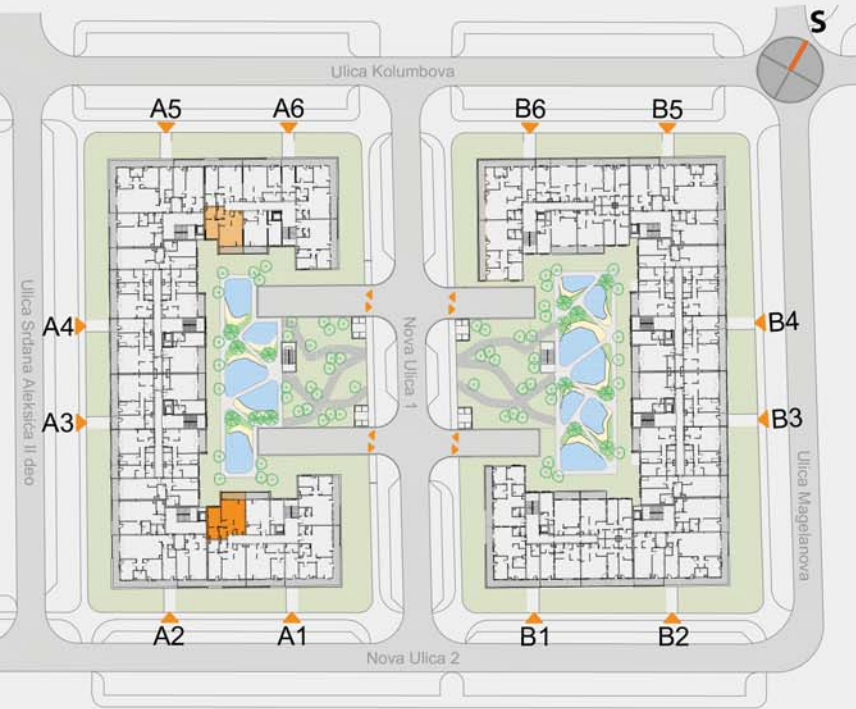 S
Ulica Kolumbova
A5
A6
B6
B5
Ulica Srđana Aleksića II deo
A4
A3
Nova Ulica 1
B4
B3
Ulica Magelanova
A2
A1
B1
B2
Nova Ulica 2